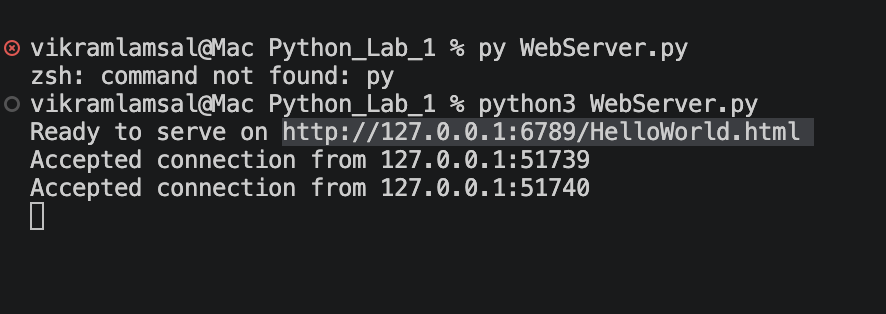 vikramlamsal@Mac Python_Lab_1 % py WebServer.py
zsh: command not found: py
vikramlamsal@Mac Python_Lab_1 % python3 WebServer.py
Ready to serve on http://127.0.0.1:6789/HelloWorld.html
Accepted connection from 127.0.0.1:51739
Accepted connection from 127.0.0.1:51740